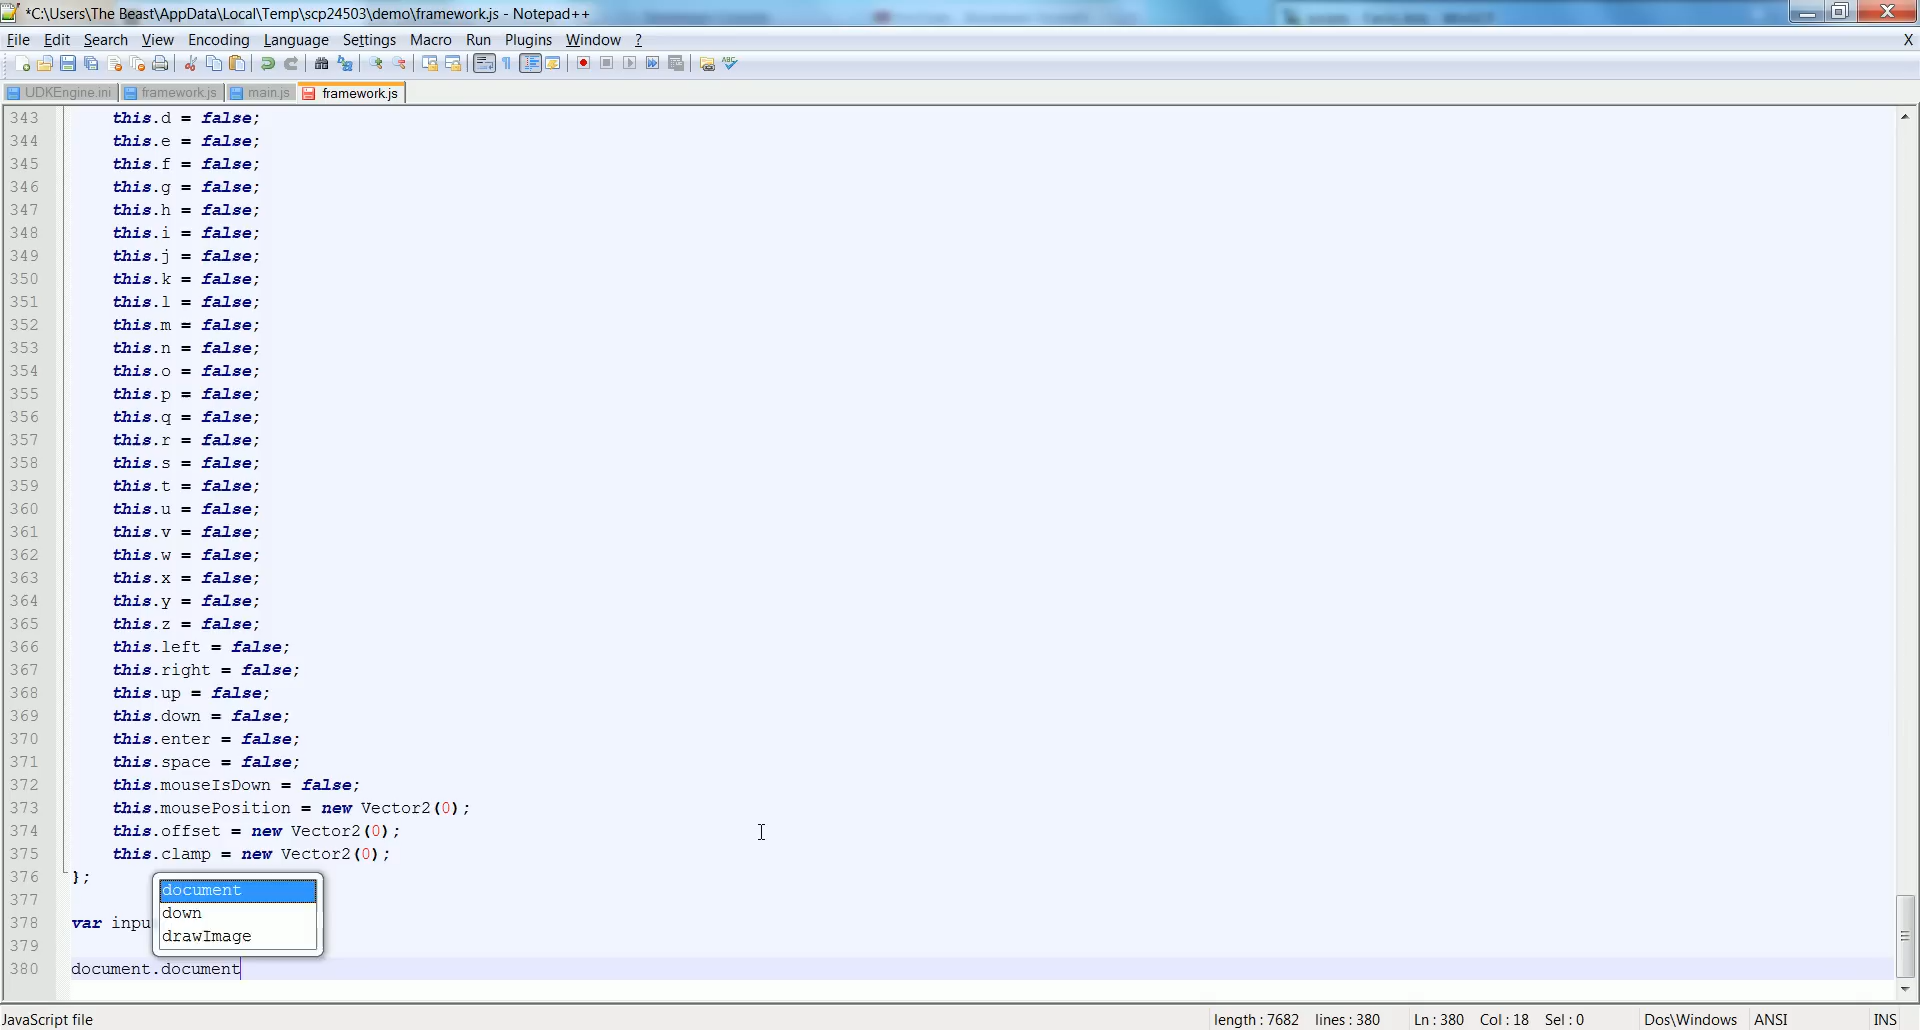 *C:\Users\The Beast\AppData\Local\Temp\scp24503\demo\framework.js - Notepad++
File Edit Search View Encoding Language Settings Macro Run Plugins Window ? X
UDKEngine.ini framework.js main.js framework.js
343 this.d = false;
344 this.e = false;
345 this.f = false;
346 this.g = false;
347 this.h = false;
348 this.i = false;
349 this.j = false;
350 this.k = false;
351 this.l = false;
352 this.m = false;
353 this.n = false;
354 this.o = false;
355 this.p = false;
356 this.q = false;
357 this.r = false;
358 this.s = false;
359 this.t = false;
360 this.u = false;
361 this.v = false;
362 this.w = false;
363 this.x = false;
364 this.y = false;
365 this.z = false;
366 this.left = false;
367 this.right = false;
368 this.up = false;
369 this.down = false;
370 this.enter = false;
371 this.space = false;
372 this.mouseIsDown = false;
373 this.mousePosition = new Vector2(0);
374 this.offset = new Vector2(0);
375 this.clamp = new Vector2(0);
376 };
document
377
down
378 var inpu
drawImage
379
380 document.document
JavaScript file length : 7682 lines : 380 Ln : 380 Col : 18 Sel : 0 Dos\Windows ANSI INS